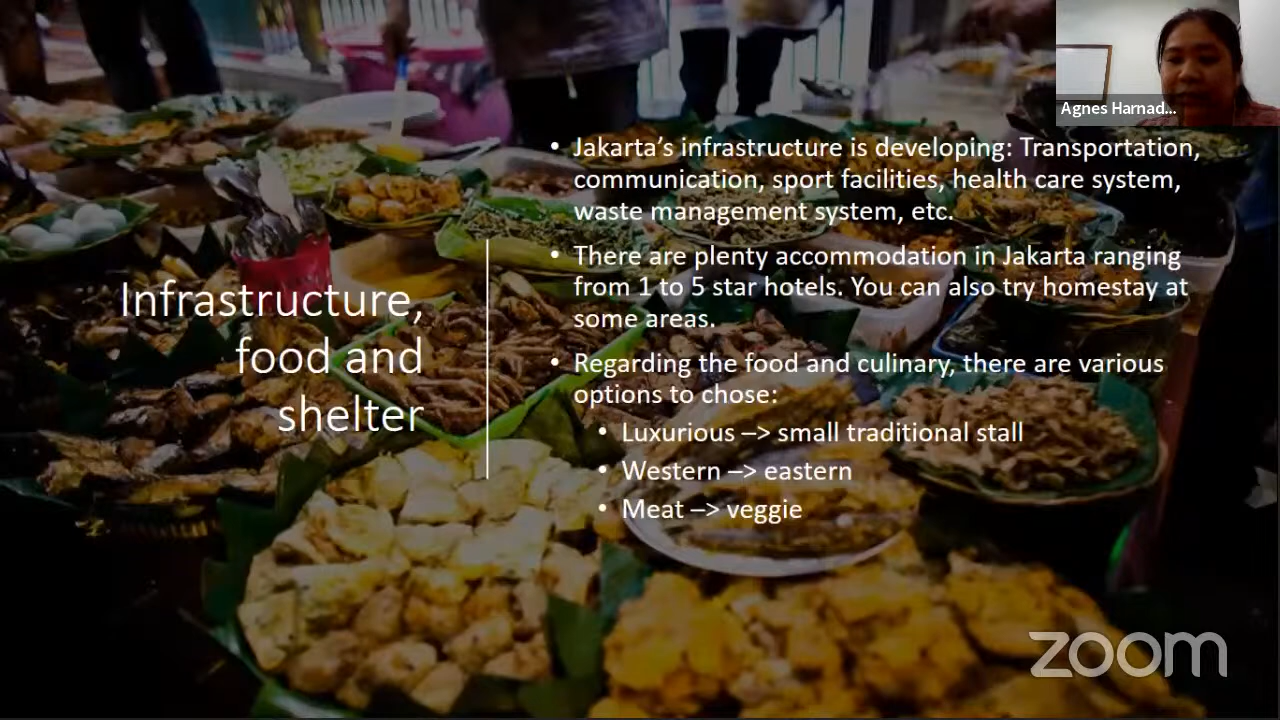 Agnes Harnad...
Infrastructure,
food and
shelter
• Jakarta’s infrastructure is developing: Transportation,
communication, sport facilities, health care system,
waste management system, etc.
• There are plenty accommodation in Jakarta ranging
from 1 to 5 star hotels. You can also try homestay at
some areas.
• Regarding the food and culinary, there are various
options to chose:
• Luxurious –> small traditional stall
• Western –> eastern
• Meat –> veggie
zoom